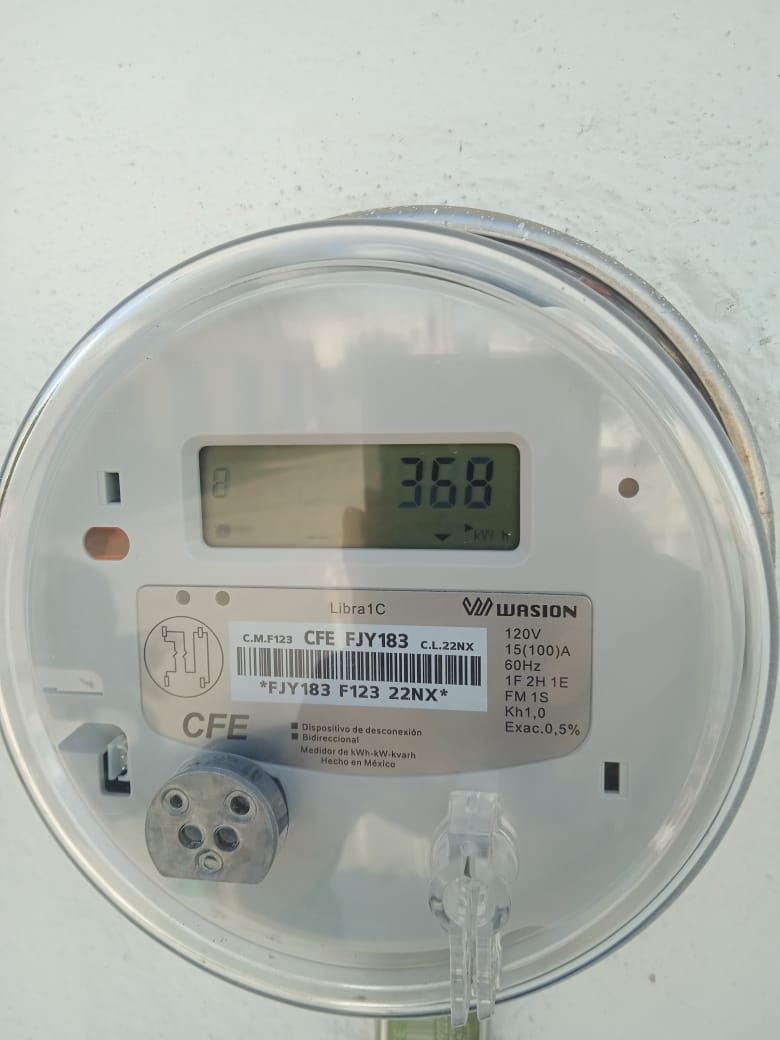 8
368
kW h
Libra1C
WASION
C.M.F123 CFE FJY183 C.L.22NX
*FJY183 F123 22NX*
120V
15(100)A
60Hz
1F 2H 1E
FM 1S
Kh1,0
Exac.0,5%
CFE
Dispositivo de desconexión
Bidireccional
Medidor de kWh-kW-kvarh
Hecho en México